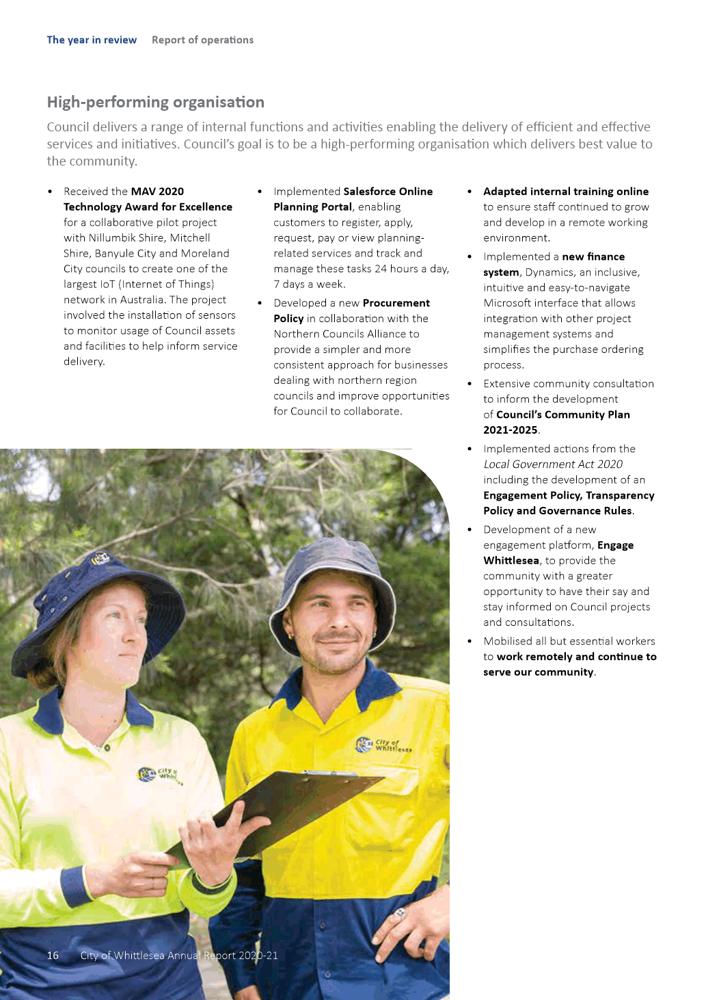 The year in review Report of operations
High-performing organisation
Council delivers a range of internal functions and activities enabling the delivery of efficient and effective
services and initiatives. Council’s goal is to be a high-performing organisation which delivers best value to
the community.
• Received the MAV 2020
Technology Award for Excellence
for a collaborative pilot project
with Nillumbik Shire, Mitchell
Shire, Banyule City and Moreland
City councils to create one of the
largest IoT (Internet of Things)
network in Australia. The project
involved the installation of sensors
to monitor usage of Council assets
and facilities to help inform service
delivery.
• Implemented Salesforce Online
Planning Portal, enabling
customers to register, apply,
request, pay or view planning-
related services and track and
manage these tasks 24 hours a day,
7 days a week.
• Developed a new Procurement
Policy in collaboration with the
Northern Councils Alliance to
provide a simpler and more
consistent approach for businesses
dealing with northern region
councils and improve opportunities
for Council to collaborate.
• Adapted internal training online
to ensure staff continued to grow
and develop in a remote working
environment.
• Implemented a new finance
system, Dynamics, an inclusive,
intuitive and easy-to-navigate
Microsoft interface that allows
integration with other project
management systems and
simplifies the purchase ordering
process.
• Extensive community consultation
to inform the development
of Council’s Community Plan
2021-2025.
• Implemented actions from the
Local Government Act 2020
including the development of an
Engagement Policy, Transparency
Policy and Governance Rules.
• Development of a new
engagement platform, Engage
Whittlesea, to provide the
community with a greater
opportunity to have their say and
stay informed on Council projects
and consultations.
• Mobilised all but essential workers
to work remotely and continue to
serve our community.
City of
Whittlesea
City of
16 City of Whittlesea Annual Report 2020-21